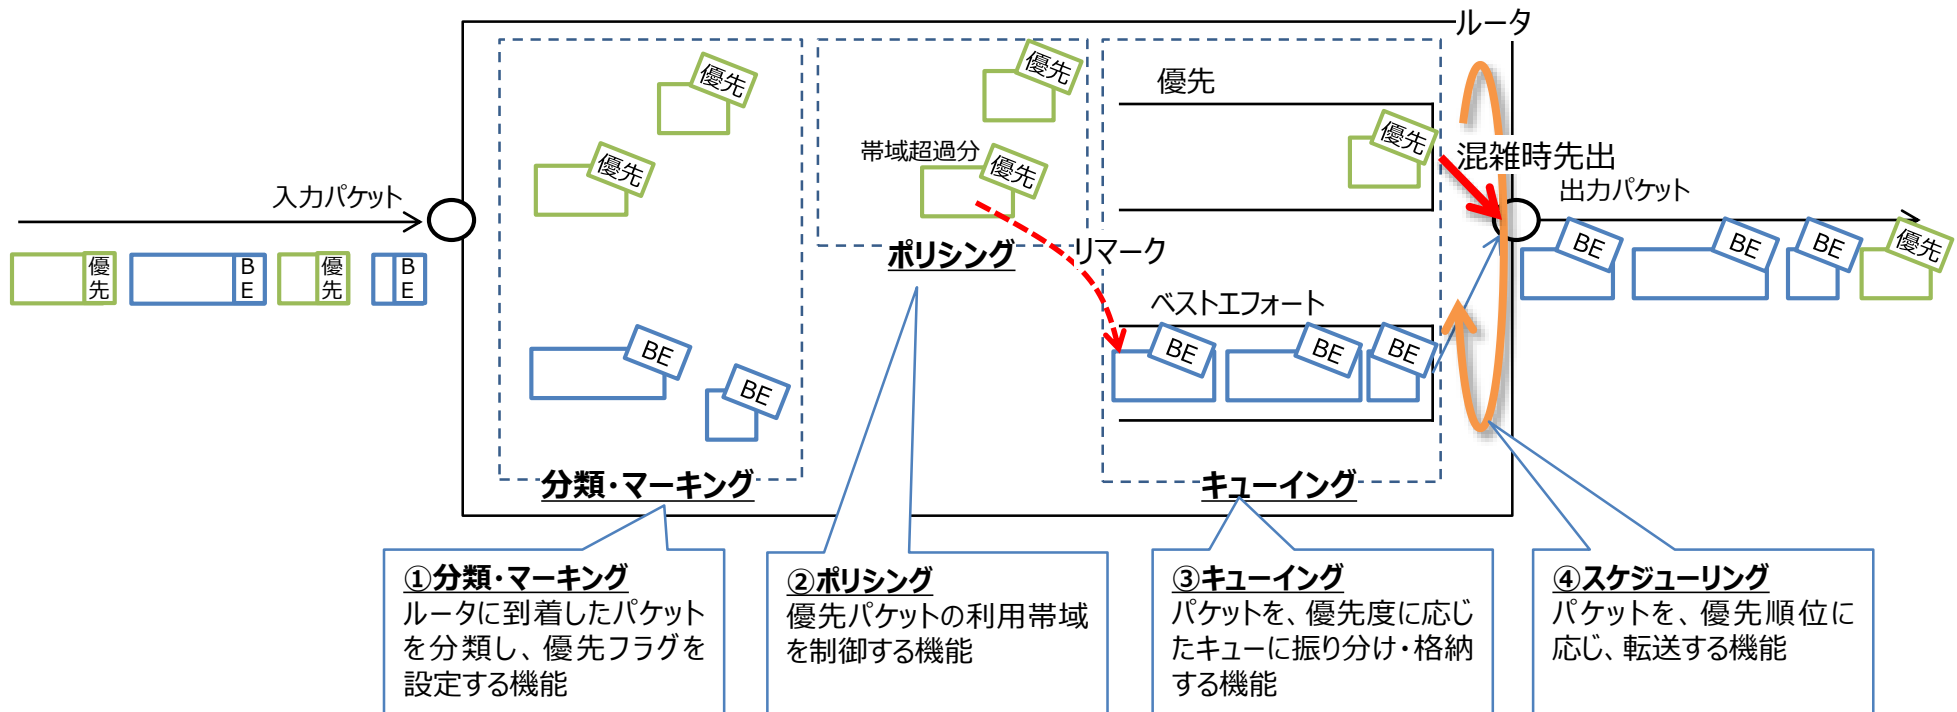 ルータ
優先
優先
優先
優先
優先
帯域超過分
優先
混雑時先出
入力パケット
出力パケット
優先
BE
優先
BE
ポリシング
リマーク
BE
BE
BE
優先
ベストエフォート
BE
BE
BE
BE
BE
分類・マーキング
キューイング
①分類・マーキング
ルータに到着したパケット
を分類し、優先フラグを
設定する機能
②ポリシング
優先パケットの利用帯域
を制御する機能
③キューイング
パケットを、優先度に応じ
たキューに振り分け・格納
する機能
④スケジューリング
パケットを、優先順位に
応じ、転送する機能